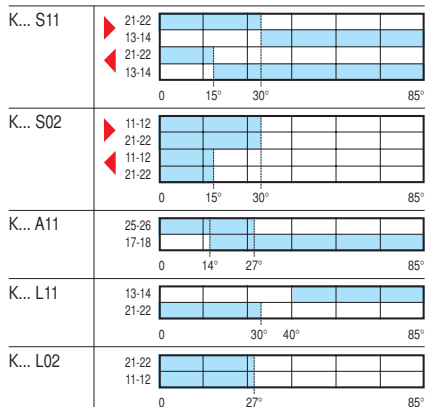 K... S11
21-22
13-14
21-22
13-14
0 15° 30° 85°
K... S02
11-12
21-22
11-12
21-22
0 15° 30° 85°
K... A11
25-26
17-18
0 14° 27° 85°
K... L11
13-14
21-22
0 30° 40° 85°
K... L02
21-22
11-12
0 27° 85°